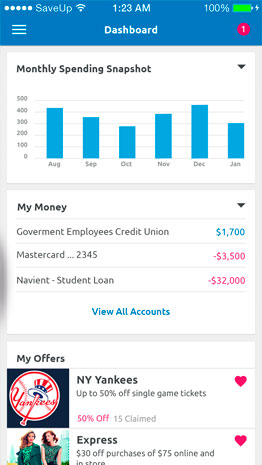 SaveUp 1:23 AM 100%
Dashboard 1
Monthly Spending Snapshot
500
400
300
200
100
0
Aug Sep Oct Nov Dec Jan
My Money
Goverment Employees Credit Union $1,700
Mastercard ... 2345 -$3,500
Navient - Student Loan -$32,000
View All Accounts
My Offers
Yankees
NY Yankees
Up to 50% off single game tickets
50% Off 15 Claimed
Express
$30 off purchases of $75 online and
in store